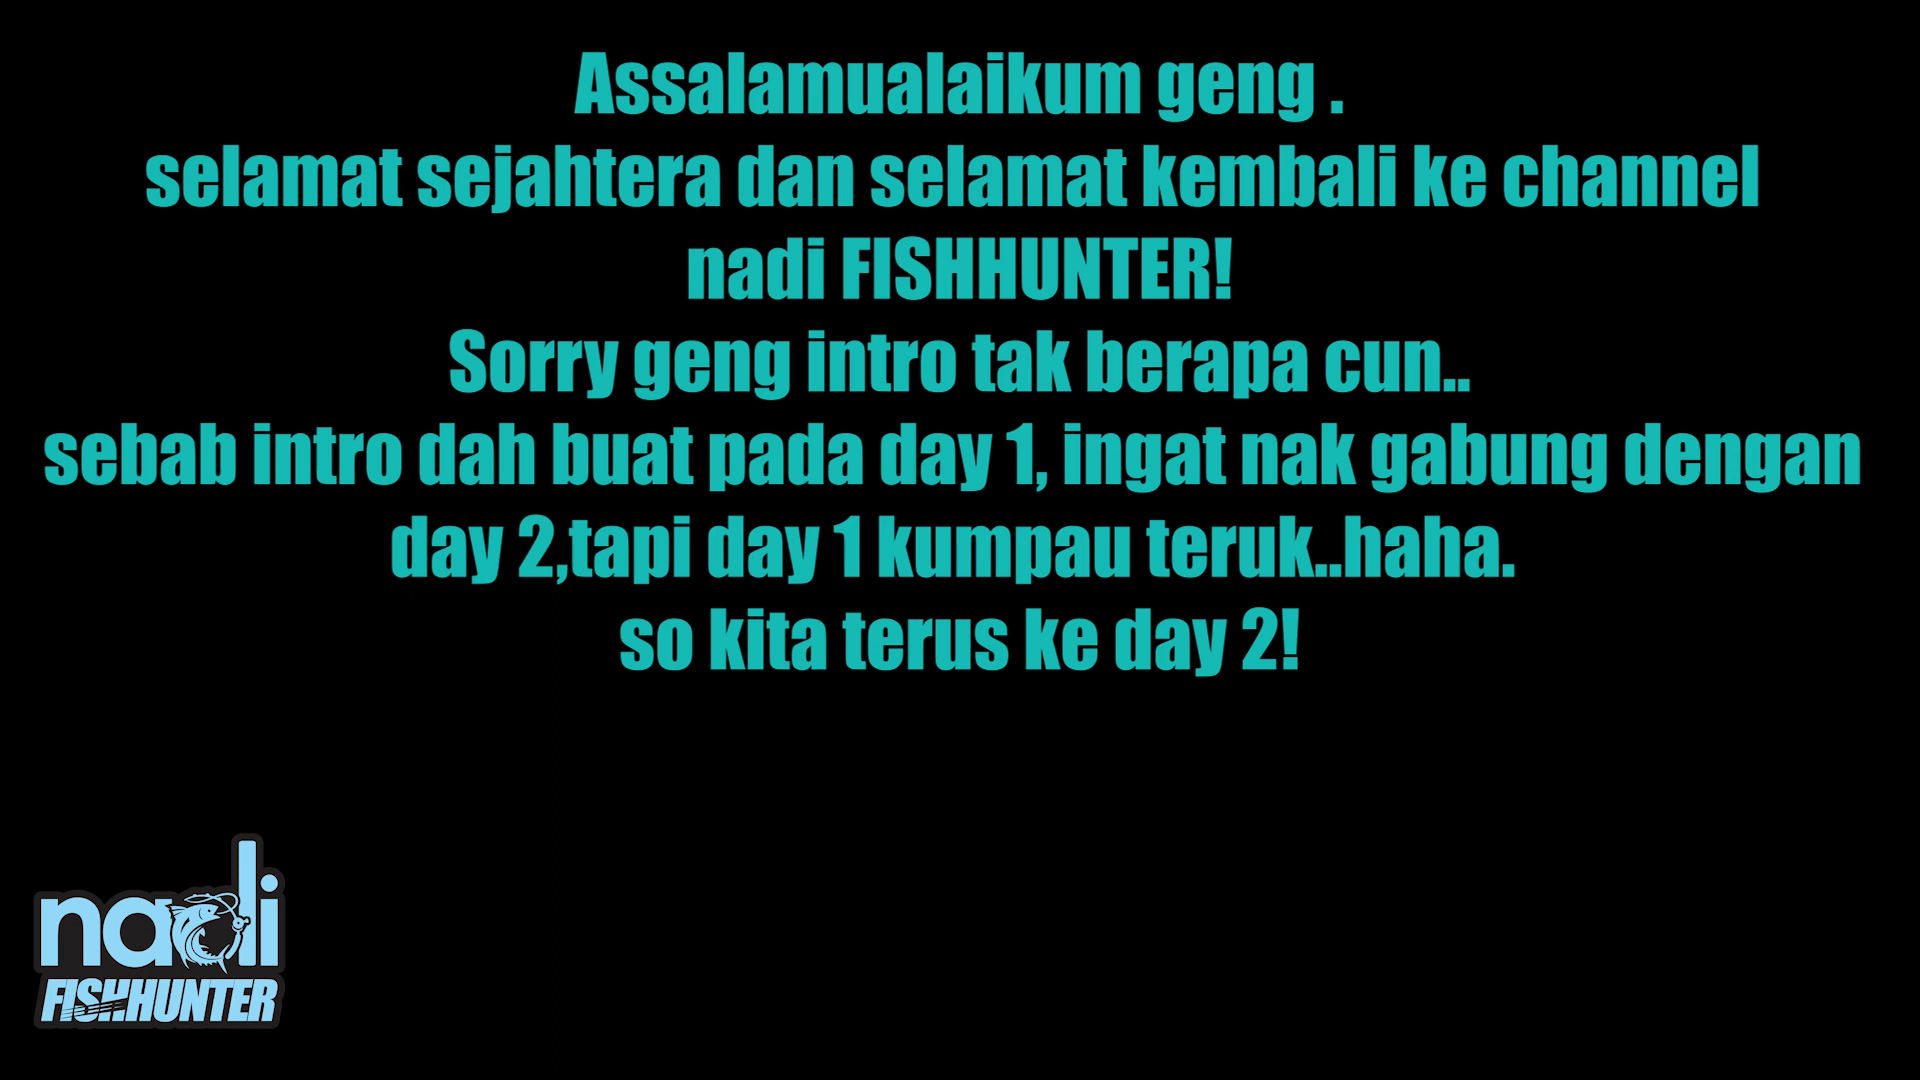 Assalamualaikum geng .
selamat sejahtera dan selamat kembali ke channel
nadi FISHHUNTER!
Sorry geng intro tak berapa cun..
sebab intro dah buat pada day 1, ingat nak gabung dengan
day 2,tapi day 1 kumpau teruk..haha.
so kita terus ke day 2!
nadi
FISHHUNTER